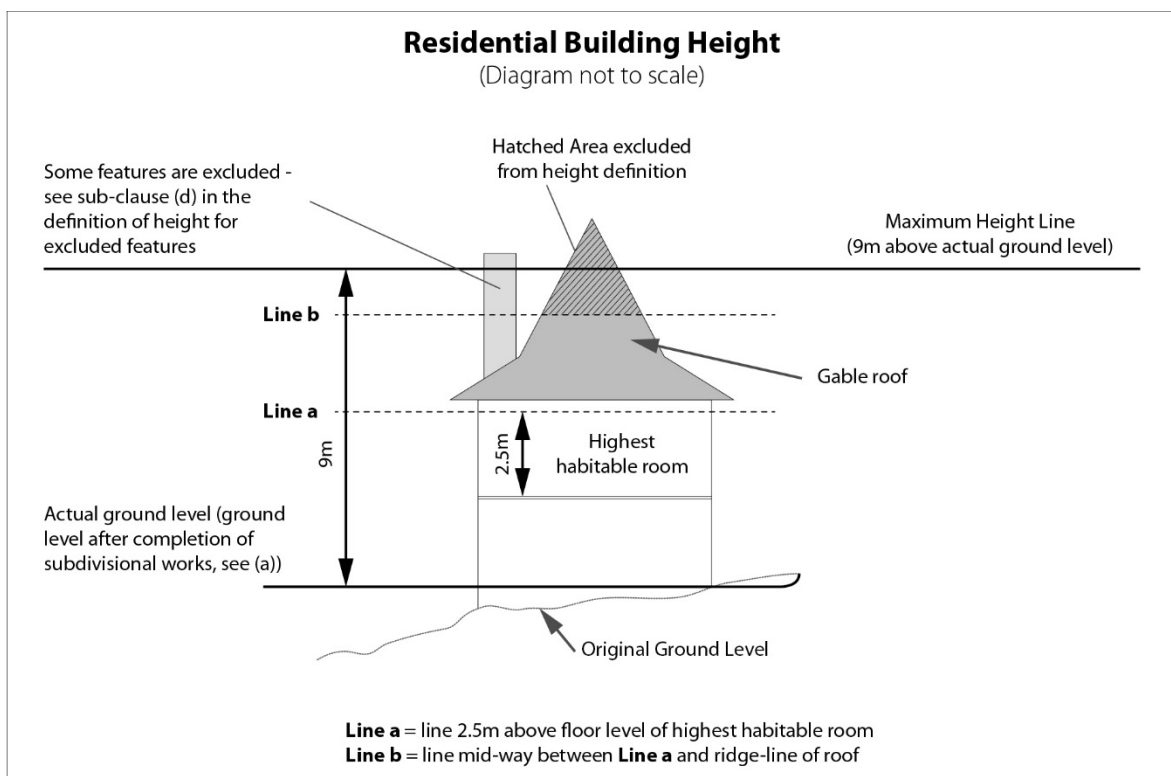 Residential Building Height
(Diagram not to scale)
Hatched Area excluded
from height definition
Some features are excluded -
see sub-clause (d) in the
definition of height for
excluded features
Maximum Height Line
(9m above actual ground level)
Line b
Gable roof
Line a
9m
2.5m
Highest
habitable room
Actual ground level (ground
level after completion of
subdivisional works, see (a))
Original Ground Level
Line a = line 2.5m above floor level of highest habitable room
Line b = line mid-way between Line a and ridge-line of roof